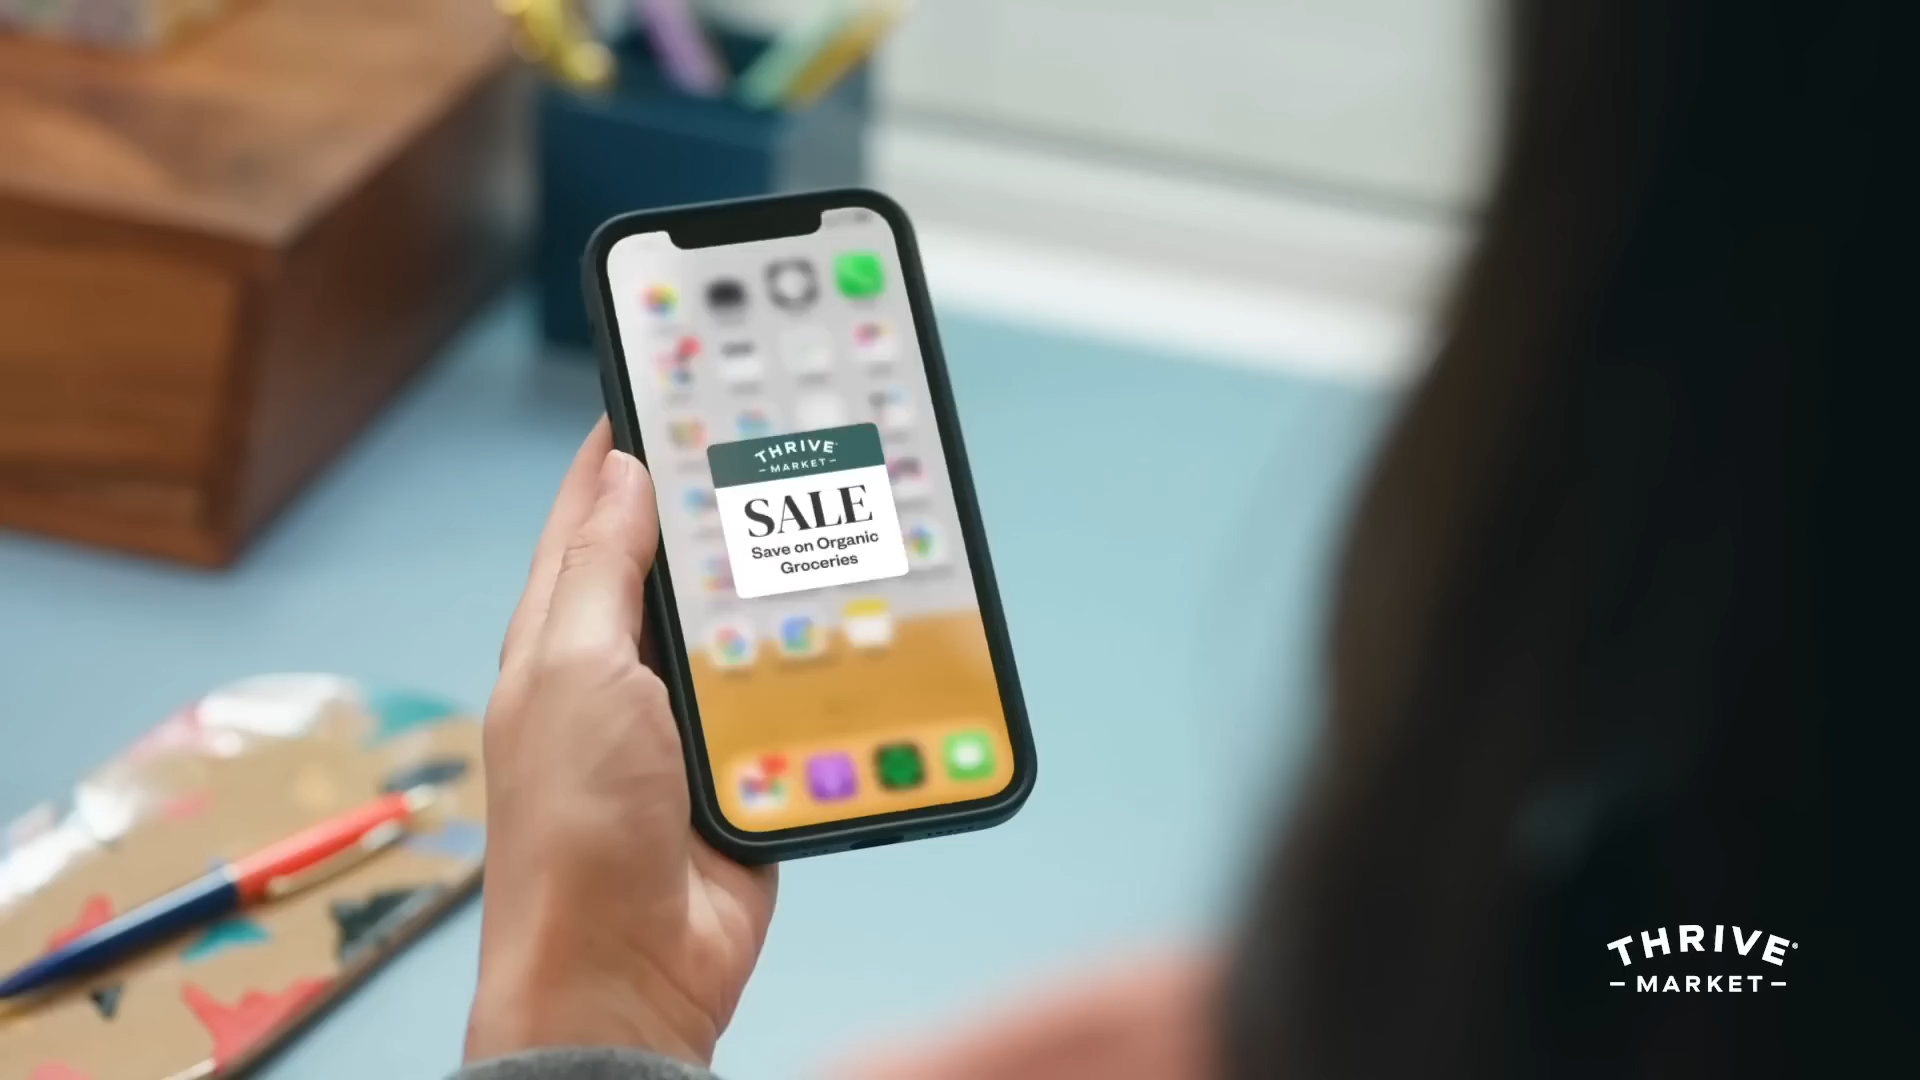 THRIVE
MARKET
SALE
Save on Organic
Groceries
THRIVE
MARKET